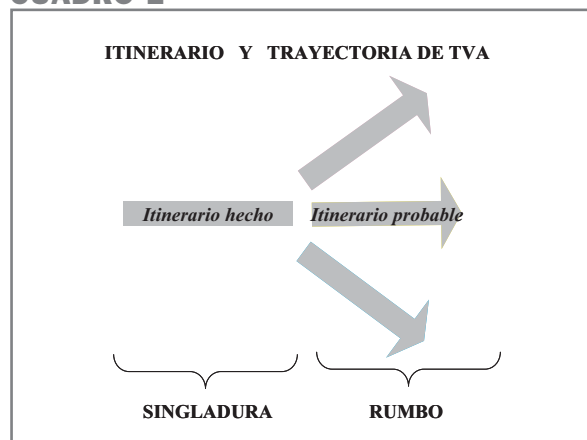 CUADRO 2
ITINERARIO Y TRAYECTORIA DE TVA
Itinerario hecho Itinerario probable
SINGLADURA RUMBO